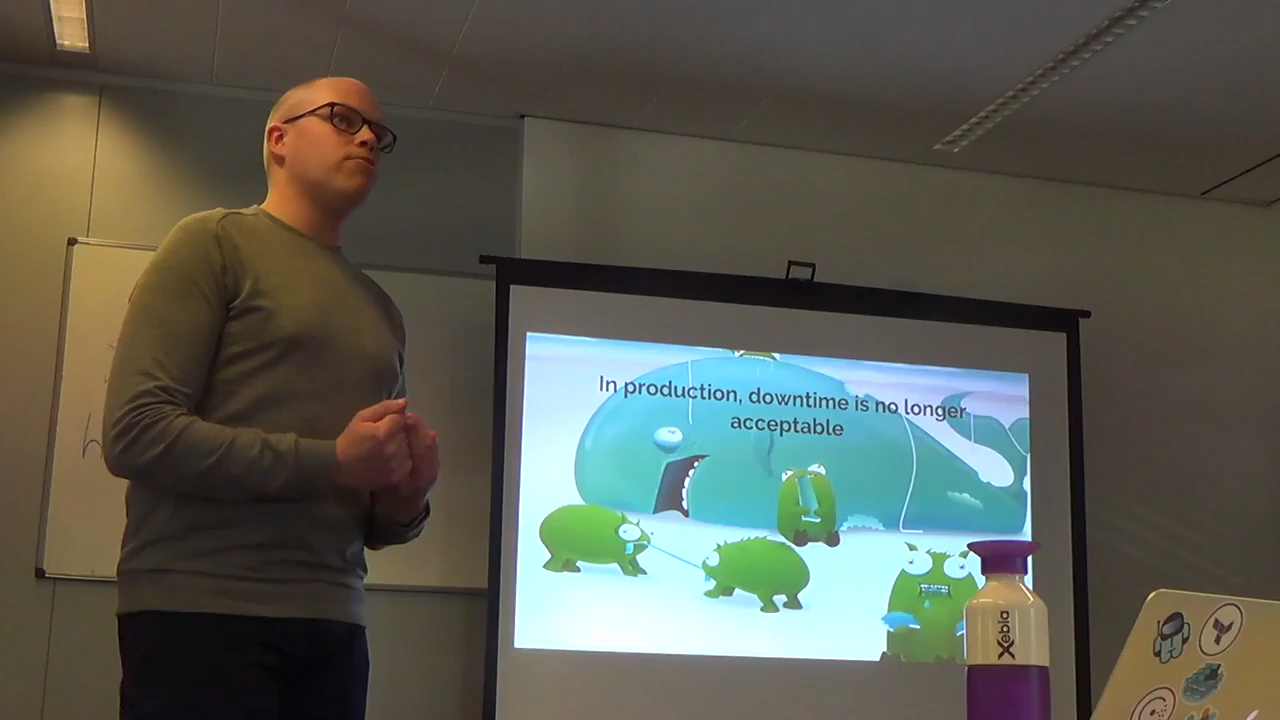 In production, downtime is no longer
acceptable
Xebia